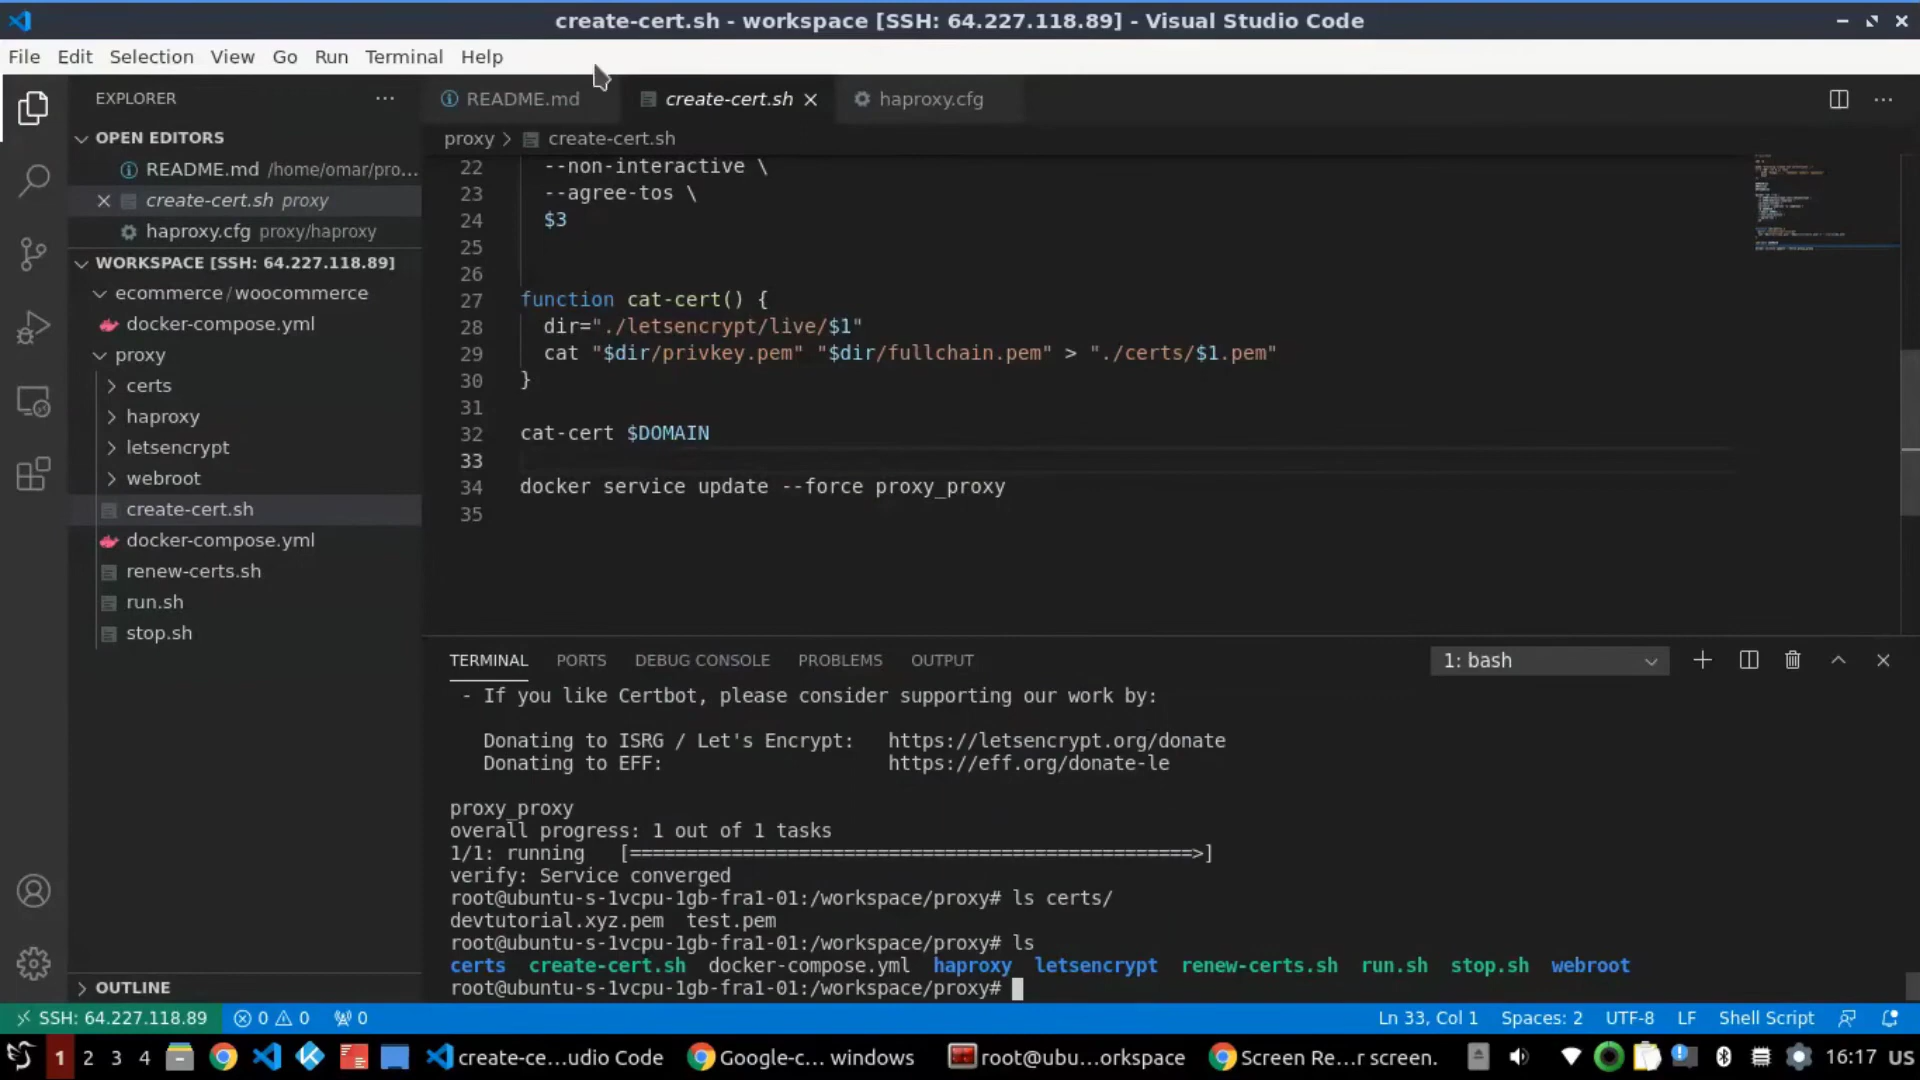 create-cert.sh - workspace [SSH: 64.227.118.89] - Visual Studio Code
File Edit Selection View Go Run Terminal Help
EXPLORER
README.md create-cert.sh haproxy.cfg
OPEN EDITORS
proxy > create-cert.sh
README.md /home/omar/pro...
create-cert.sh proxy
haproxy.cfg proxy/haproxy
WORKSPACE [SSH: 64.227.118.89]
ecommerce/woocommerce
docker-compose.yml
proxy
certs
haproxy
letsencrypt
webroot
create-cert.sh
docker-compose.yml
renew-certs.sh
run.sh
stop.sh
OUTLINE
22 --non-interactive \
23 --agree-tos \
24 $3
25
26
27 function cat-cert() {
28 dir="./letsencrypt/live/$1"
29 cat "$dir/privkey.pem" "$dir/fullchain.pem" > "./certs/$1.pem"
30 }
31
32 cat-cert $DOMAIN
33
34 docker service update --force proxy_proxy
35
TERMINAL PORTS DEBUG CONSOLE PROBLEMS OUTPUT 1: bash
- If you like Certbot, please consider supporting our work by:
Donating to ISRG / Let's Encrypt: https://letsencrypt.org/donate
Donating to EFF: https://eff.org/donate-le
proxy_proxy
overall progress: 1 out of 1 tasks
1/1: running [==================================================>]
verify: Service converged
root@ubuntu-s-1vcpu-1gb-fra1-01:/workspace/proxy# ls certs/
devtutorial.xyz.pem test.pem
root@ubuntu-s-1vcpu-1gb-fra1-01:/workspace/proxy# ls
certs create-cert.sh docker-compose.yml haproxy letsencrypt renew-certs.sh run.sh stop.sh webroot
root@ubuntu-s-1vcpu-1gb-fra1-01:/workspace/proxy#
SSH: 64.227.118.89 0 0 0 Ln 33, Col 1 Spaces: 2 UTF-8 LF Shell Script
1 2 3 4 create-ce...udio Code Google-c... windows root@ubu...orkspace Screen Re...r screen. 16:17 US